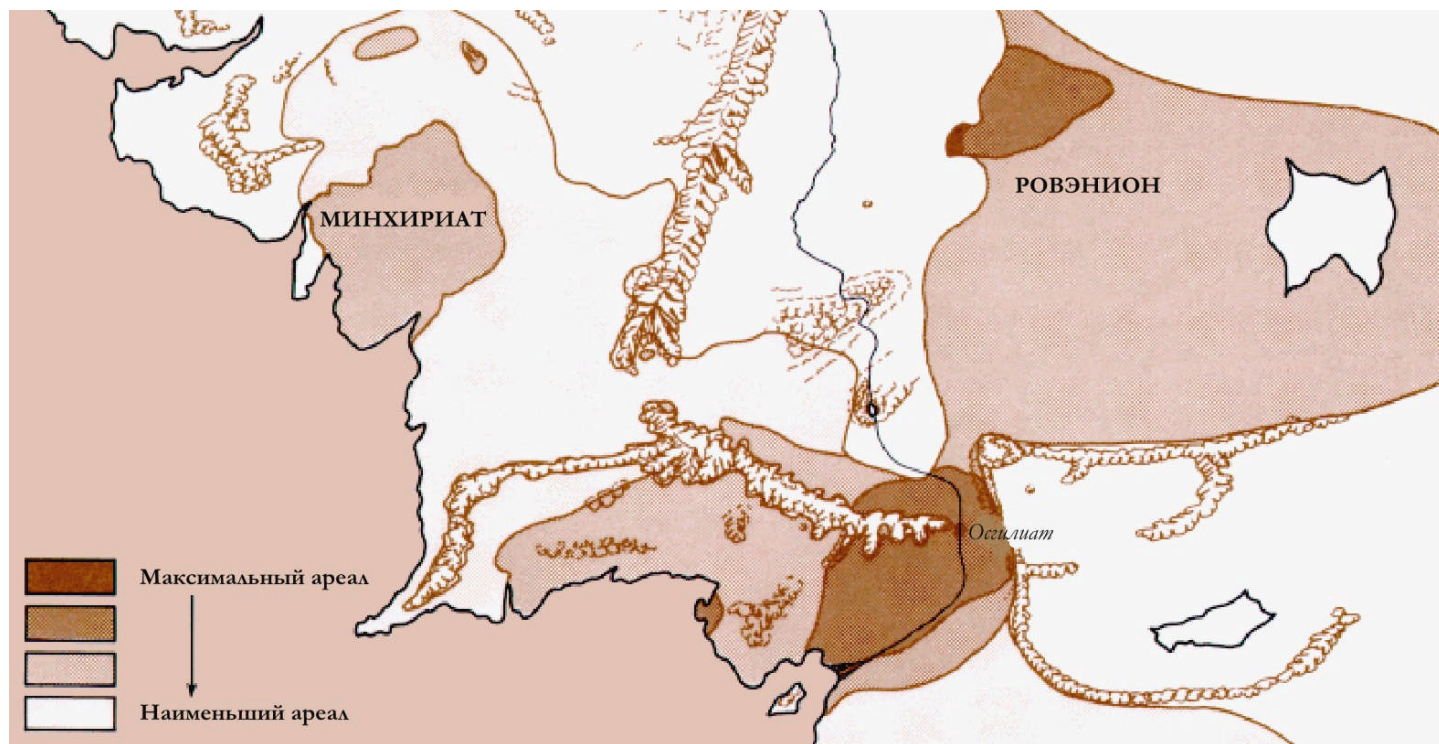 РОВЭНИОН
МИНХИРИАТ
Осгилиат
Максимальный ареал
Наименьший ареал